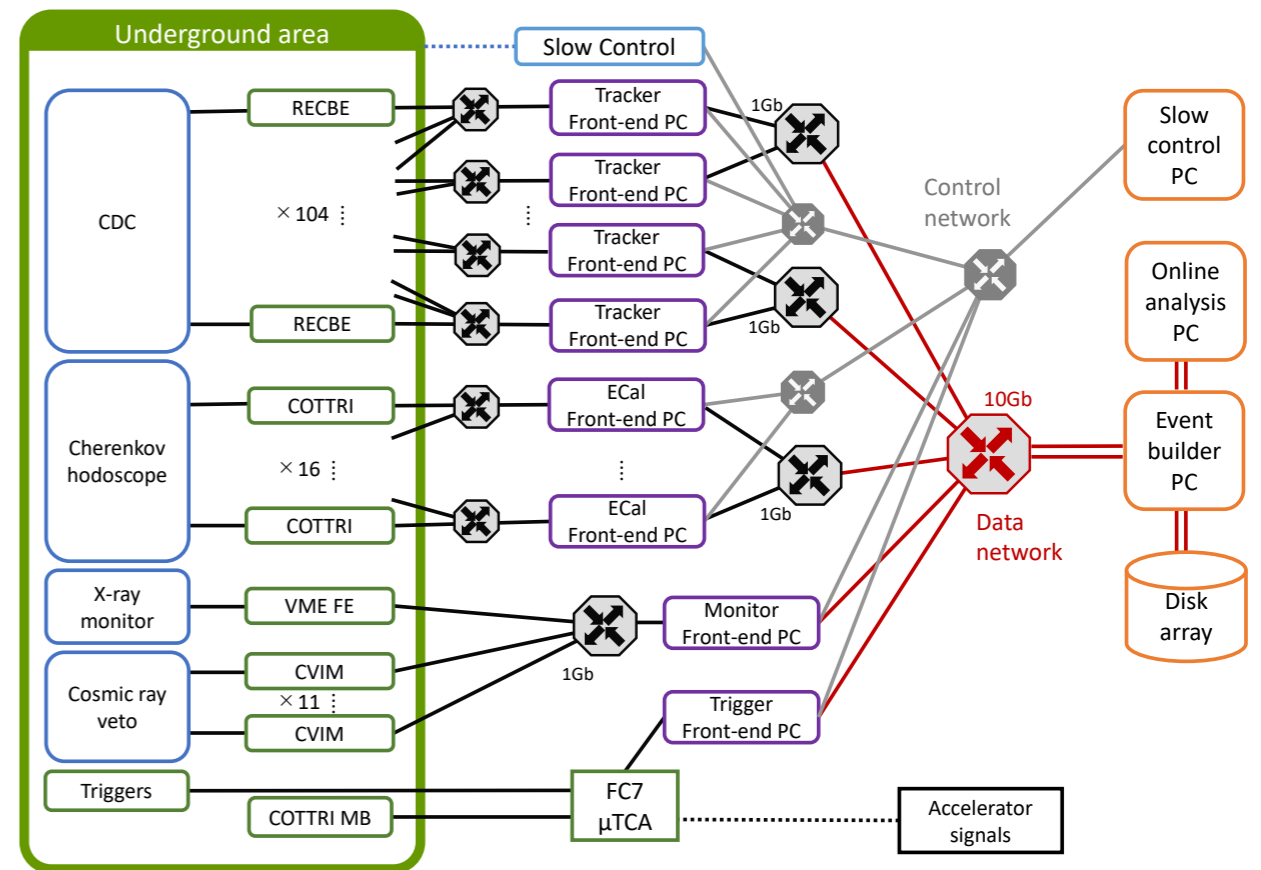 Underground area
Slow Control
CDC
RECBE
× 104
RECBE
Tracker
Front-end PC
Tracker
Front-end PC
Tracker
Front-end PC
Tracker
Front-end PC
1Gb
1Gb
Control
network
Slow
control
PC
Online
analysis
PC
Cherenkov
hodoscope
COTTRI
× 16
COTTRI
ECal
Front-end PC
ECal
Front-end PC
1Gb
10Gb
Data
network
Event
builder
PC
Disk
array
X-ray
monitor
VME FE
1Gb
Monitor
Front-end PC
Cosmic ray
veto
CVIM
× 11
CVIM
Trigger
Front-end PC
Triggers
COTTRI MB
FC7
μTCA
Accelerator
signals